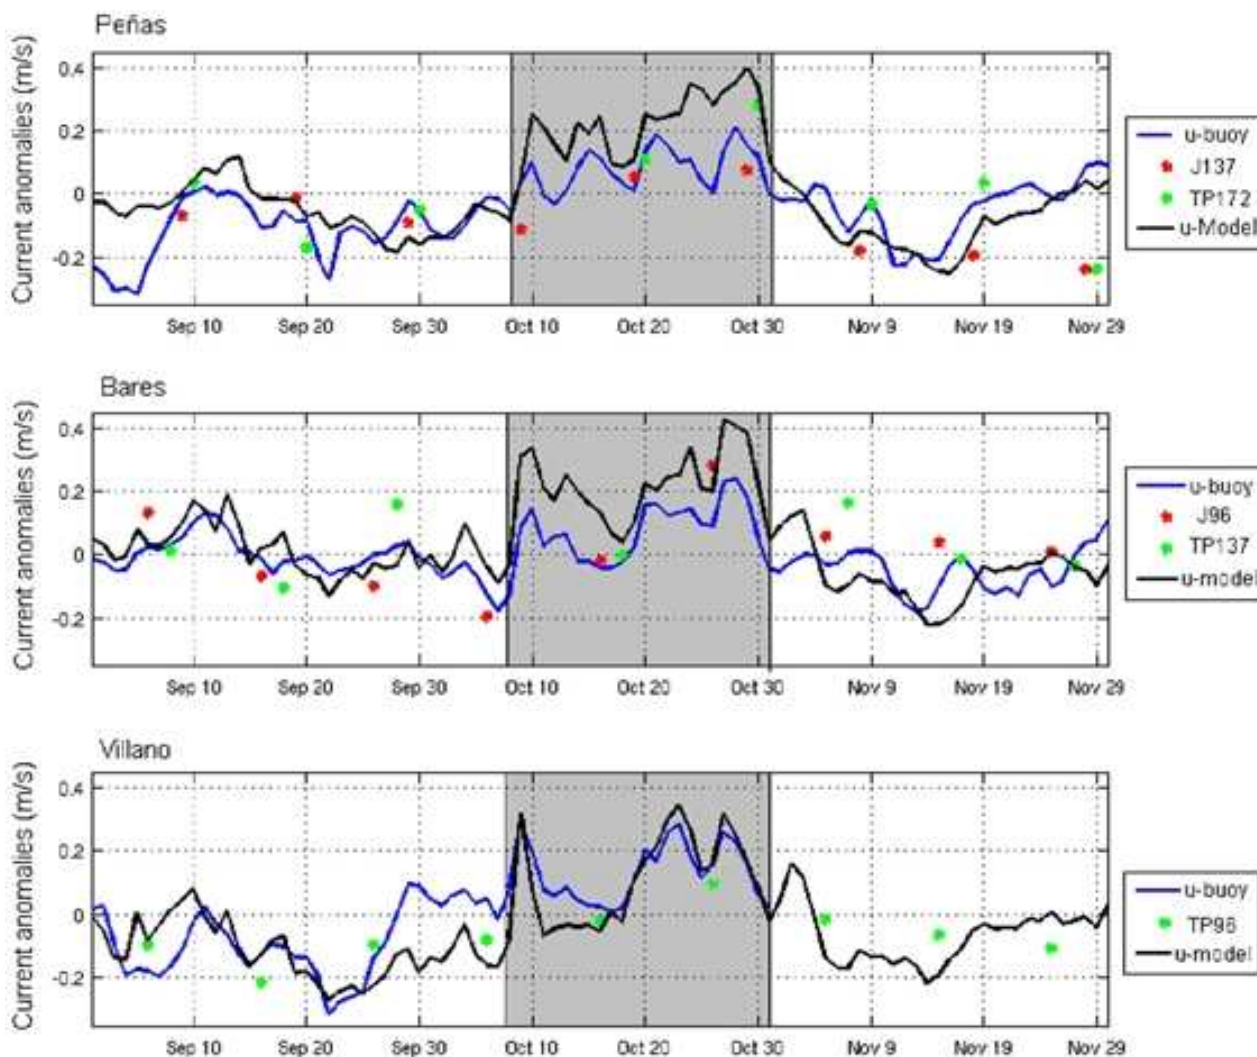 Peñas
Current anomalies (m/s)
0.4
0.2
0
-0.2
Sep 10 Sep 20 Sep 30 Oct 10 Oct 20 Oct 30 Nov 9 Nov 19 Nov 29
u-buoy
J137
TP172
u-Model
Bares
Current anomalies (m/s)
0.4
0.2
0
-0.2
Sep 10 Sep 20 Sep 30 Oct 10 Oct 20 Oct 30 Nov 9 Nov 19 Nov 29
u-buoy
J96
TP137
u-model
Villano
Current anomalies (m/s)
0.4
0.2
0
-0.2
Sep 10 Sep 20 Sep 30 Oct 10 Oct 20 Oct 30 Nov 9 Nov 19 Nov 29
u-buoy
TP96
u-model